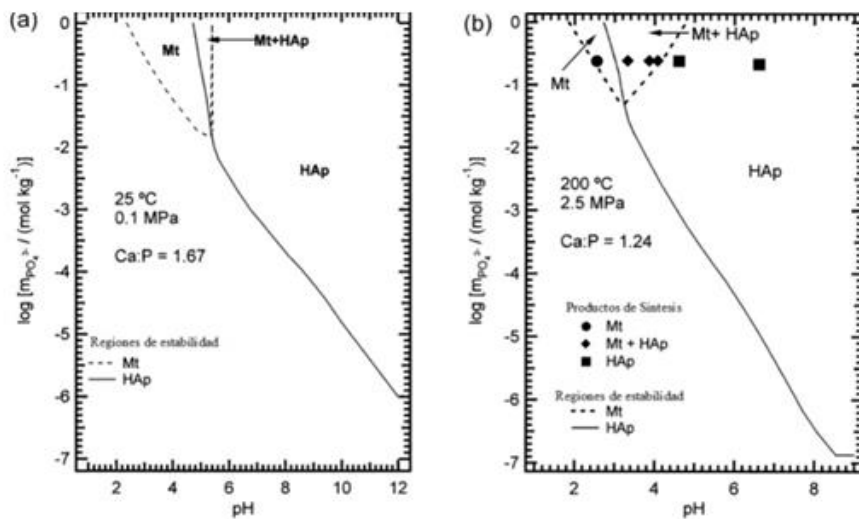 (a)
0
-1
-2
-3
-4
-5
-6
-7
log [mPO₄³⁻ / (mol kg⁻¹)]
Mt
Mt+HAp
HAp
25 ºC
0.1 MPa
Ca:P = 1.67
Regiones de estabilidad
Mt
HAp
2 4 6 8 10 12
pH
(b)
0
-1
-2
-3
-4
-5
-6
-7
log [mPO₄³⁻ / (mol kg⁻¹)]
Mt+ HAp
Mt
HAp
200 ºC
2.5 MPa
Ca:P = 1.24
Productos de Sintesis
Mt
Mt + HAp
HAp
Regiones de estabilidad
Mt
HAp
2 4 6 8
pH